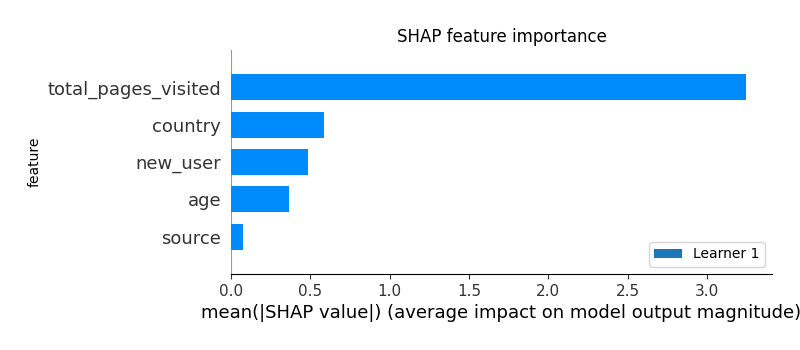 SHAP feature importance
feature
total_pages_visited
country
new_user
age
source
Learner 1
0.0 0.5 1.0 1.5 2.0 2.5 3.0
mean(|SHAP value|) (average impact on model output magnitude)